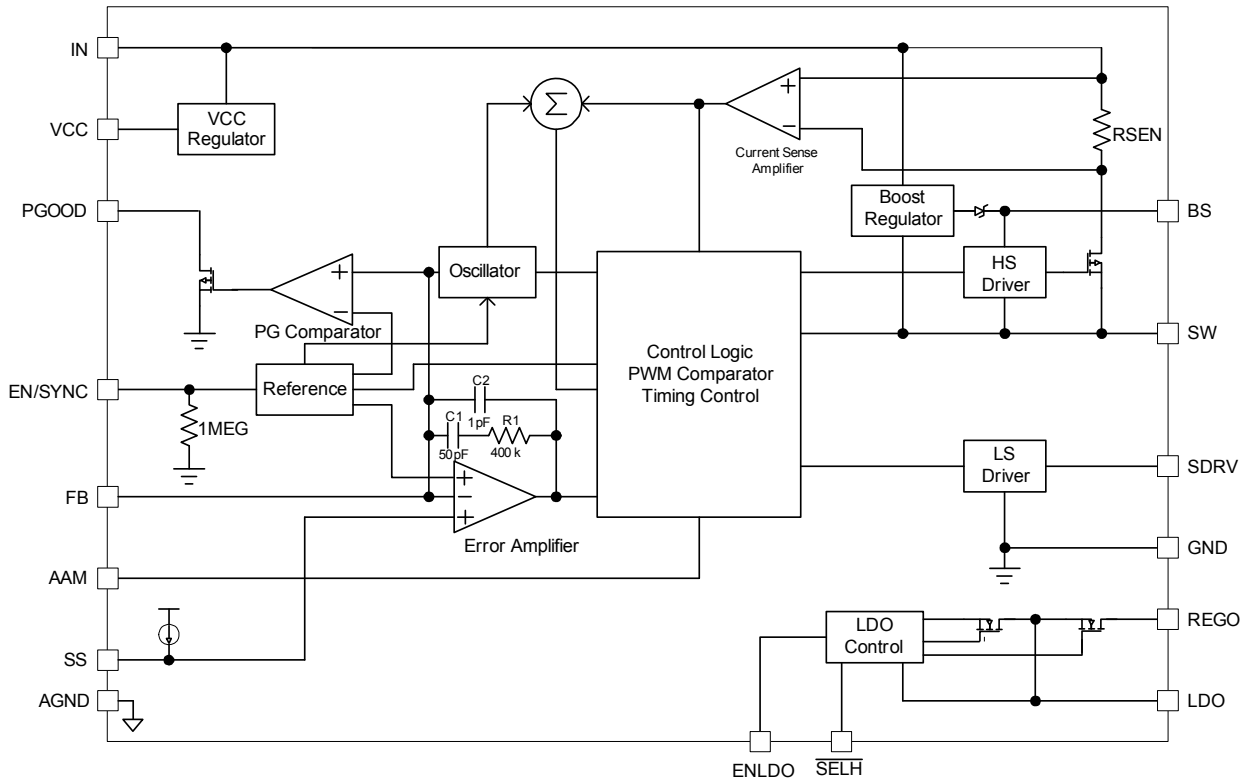 IN
VCC
VCC
Regulator
Σ
+
−
Current Sense
Amplifier
RSEN
PGOOD
Boost
Regulator
BS
+
−
PG Comparator
Oscillator
HS
Driver
SW
Control Logic
PWM Comparator
Timing Control
EN/SYNC
Reference
1MEG
C2
1pF
C1
50pF
R1
400 k
FB
+
−
+
Error Amplifier
LS
Driver
SDRV
GND
AAM
SS
AGND
LDO
Control
REGO
LDO
ENLDO
SELH